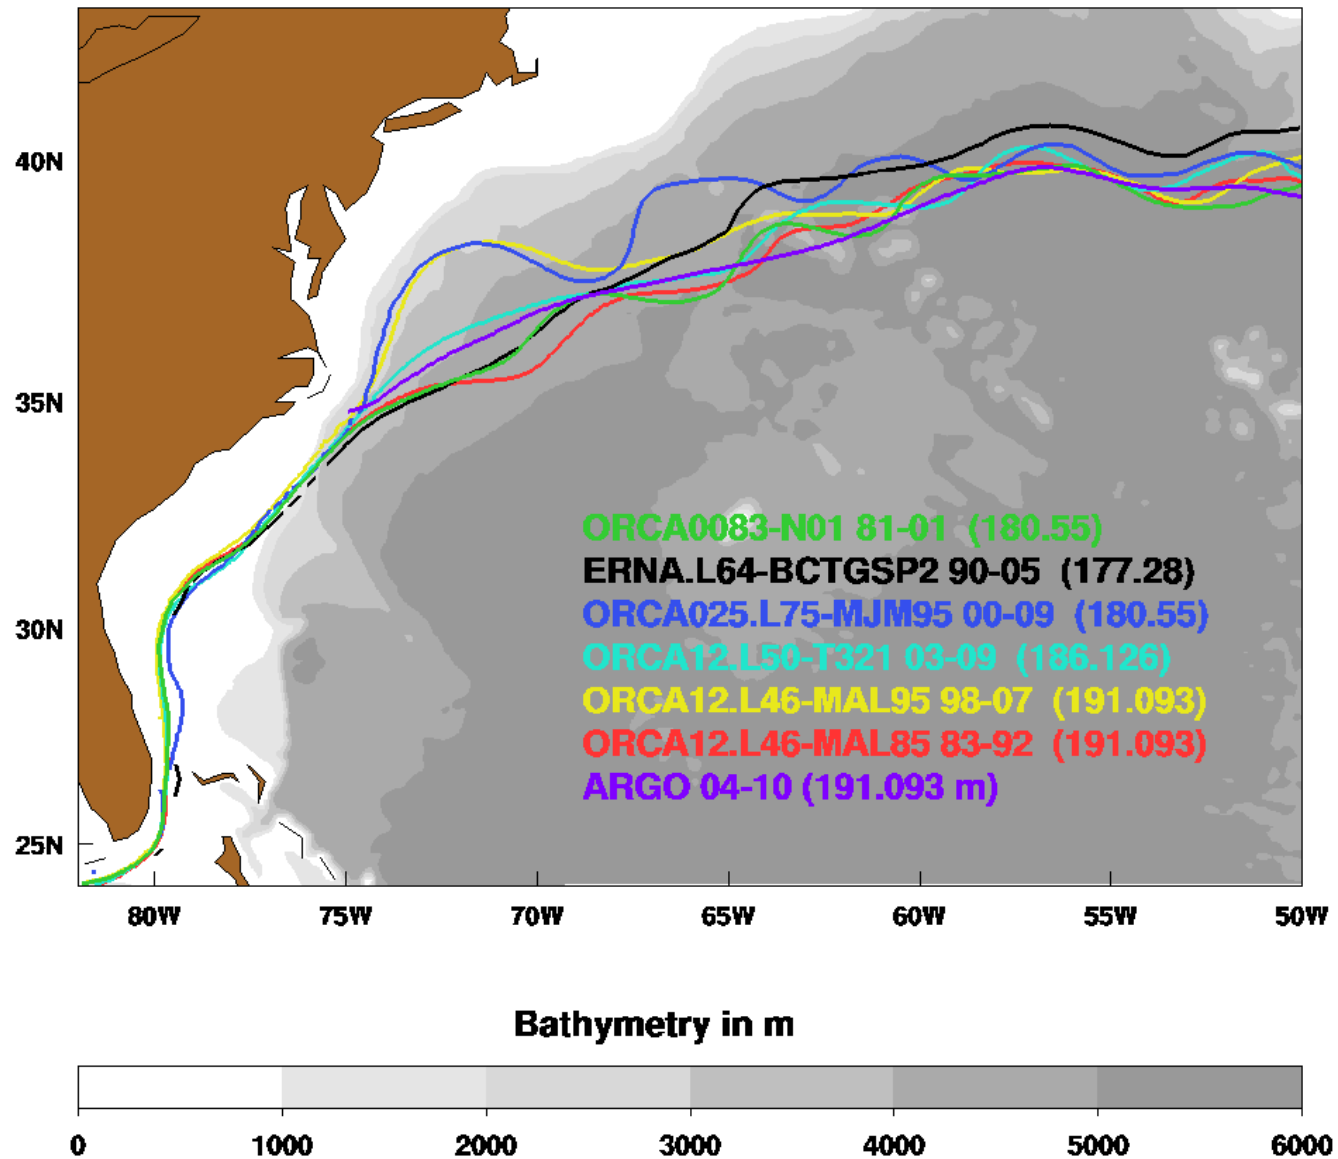 40N
35N
30N
25N
ORCA0083-N01 81-01 (180.55)
ERNA.L64-BCTGSP2 90-05 (177.28)
ORCA025.L75-MJM95 00-09 (180.55)
ORCA12.L50-T321 03-09 (186.126)
ORCA12.L46-MAL95 98-07 (191.093)
ORCA12.L46-MAL85 83-92 (191.093)
ARGO 04-10 (191.093 m)
80W 75W 70W 65W 60W 55W 50W
Bathymetry in m
0 1000 2000 3000 4000 5000 6000